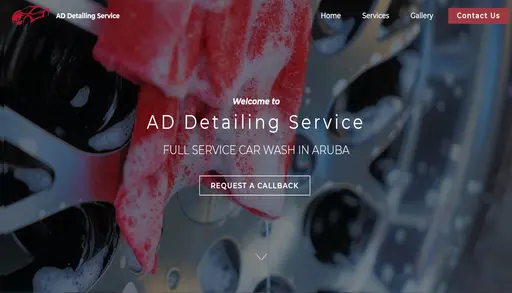 AD Detailing Service
Home
Services
Gallery
Contact Us
Welcome to
AD Detailing Service
FULL SERVICE CAR WASH IN ARUBA
REQUEST A CALLBACK